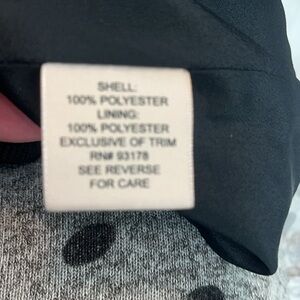 SHELL:
100% POLYESTER
LINING:
100% POLYESTER
EXCLUSIVE OF TRIM
RN# 93178
SEE REVERSE
FOR CARE